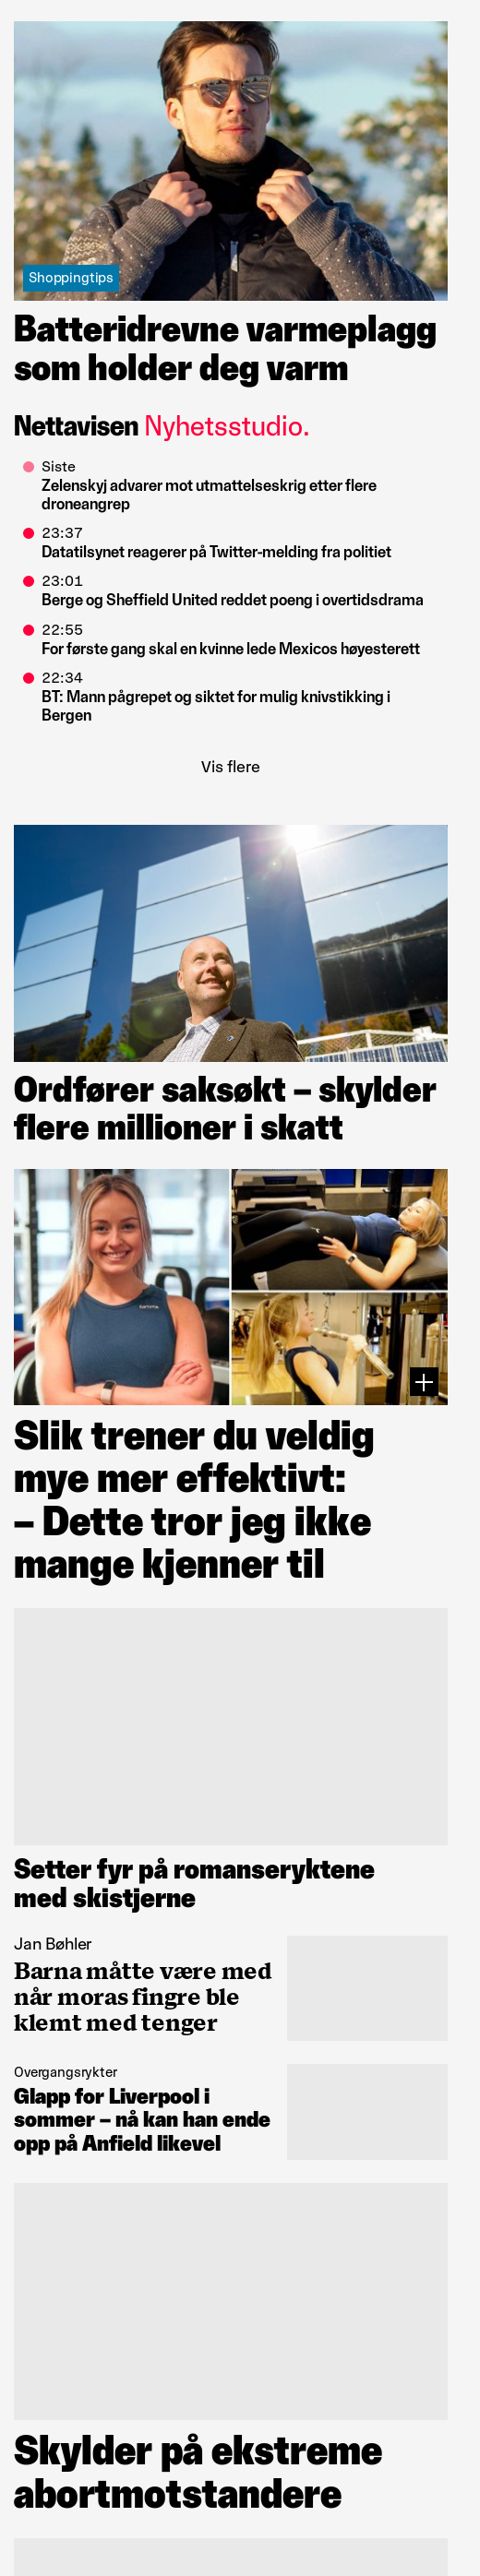 Shoppingtips
Batteridrevne varmeplagg
som holder deg varm
Nettavisen Nyhetsstudio.
Siste
Zelenskyj advarer mot utmattelseskrig etter flere
droneangrep
23:37
Datatilsynet reagerer på Twitter-melding fra politiet
23:01
Berge og Sheffield United reddet poeng i overtidsdrama
22:55
For første gang skal en kvinne lede Mexicos høyesterett
22:34
BT: Mann pågrepet og siktet for mulig knivstikking i
Bergen
Vis flere
Ordfører saksøkt – skylder
flere millioner i skatt
Slik trener du veldig
mye mer effektivt:
– Dette tror jeg ikke
mange kjenner til
Setter fyr på romanseryktene
med skistjerne
Jan Bøhler
Barna måtte være med
når moras fingre ble
klemt med tenger
Overgangsrykter
Glapp for Liverpool i
sommer – nå kan han ende
opp på Anfield likevel
Skylder på ekstreme
abortmotstandere